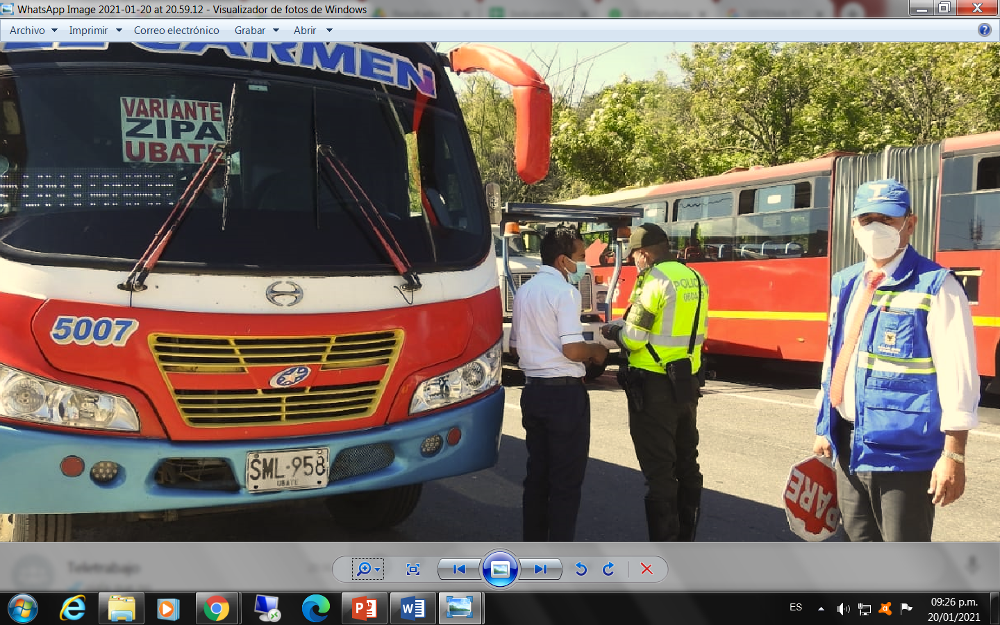 WhatsApp Image 2021-01-20 at 20.59.12 - Visualizador de fotos de Windows
Archivo Imprimir Correo electrónico Grabar Abrir
CARMEN
VARIANTE
ZIPA
UBATE
5007
SML-958
UBATE
POLICIA
PARE
Teletrabajo
ES
09:26 p.m.
20/01/2021